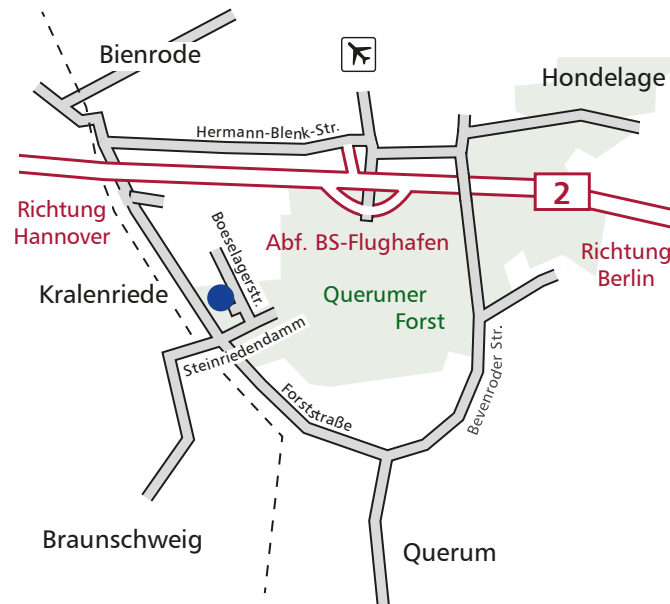 Bienrode
Hondelage
Hermann-Blenk-Str.
2
Richtung
Hannover
Boeselagerstr.
Abf. BS-Flughafen
Richtung
Berlin
Kralenriede
Querumer
Forst
Steinriedendamm
Bevenroder Str.
Forststraße
Braunschweig
Querum